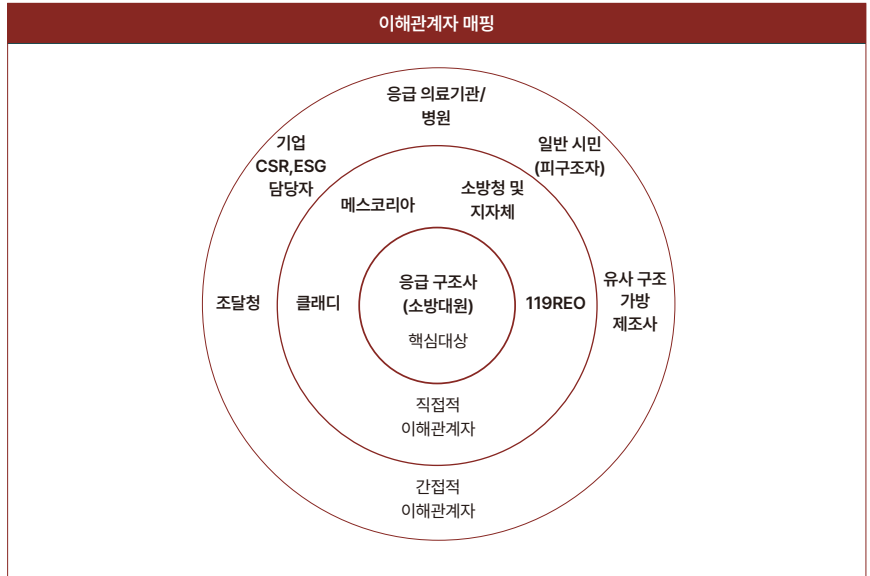 이해관계자 매핑
응급 의료기관/
병원
기업
CSR,ESG
담당자
일반 시민
(피구조자)
메스코리아
소방청 및
지자체
조달청
클래디
응급 구조사
(소방대원)
핵심대상
119REO
유사 구조
가방
제조사
직접적
이해관계자
간접적
이해관계자